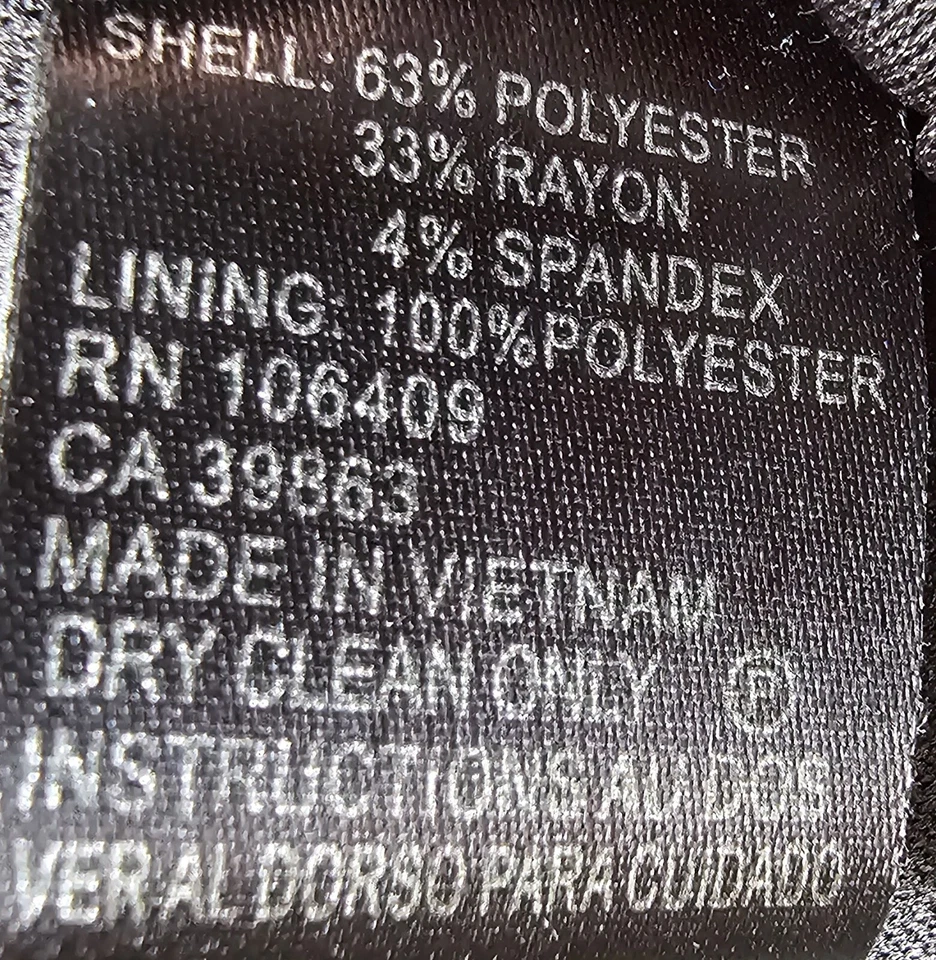 SHELL: 63% POLYESTER
33% RAYON
4% SPANDEX
LINING: 100% POLYESTER
RN 106409
CA 39863
MADE IN VIETNAM
DRY CLEAN ONLY Ⓟ
INSTRUCTIONS AU DOS
VER AL DORSO PARA CUIDADO